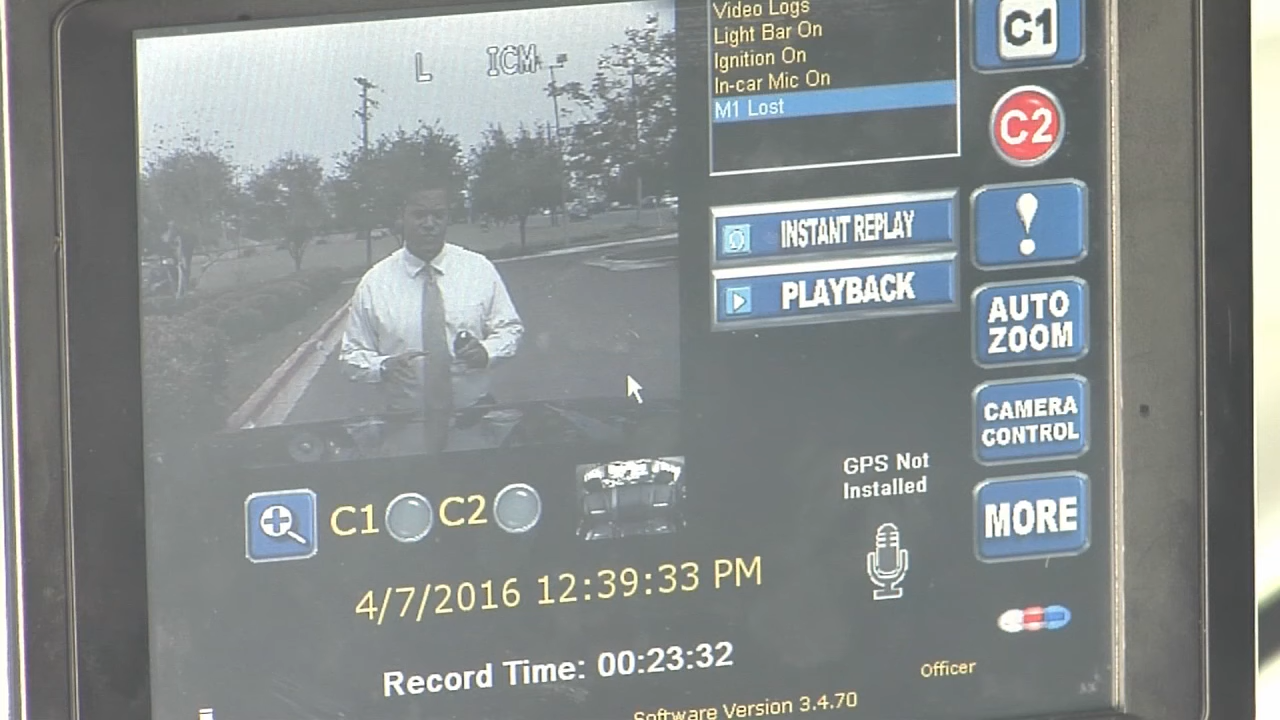 L ICM
Video Logs
Light Bar On
Ignition On
In-car Mic On
M1 Lost
C1
C2
!
INSTANT REPLAY
PLAYBACK
AUTO
ZOOM
CAMERA
CONTROL
GPS Not
Installed
MORE
C1 C2
4/7/2016 12:39:33 PM
Record Time: 00:23:32
Officer
Software Version 3.4.70